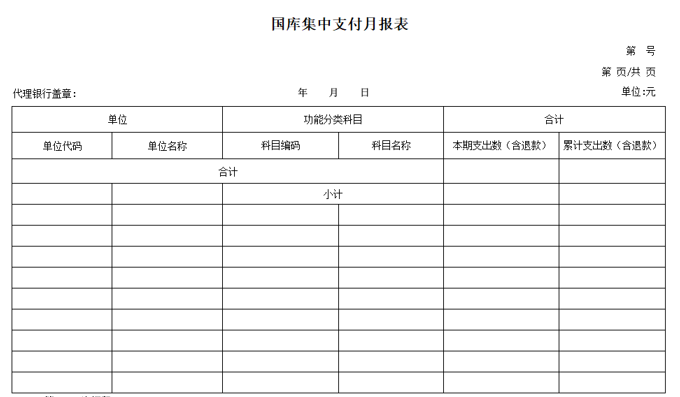 国库集中支付月报表
第 号
第 页/共 页
代理银行盖章： 年 月 日 单位:元
单位 功能分类科目 合计
单位代码 单位名称 科目编码 科目名称 本期支出数（含退款） 累计支出数（含退款）
合计
小计